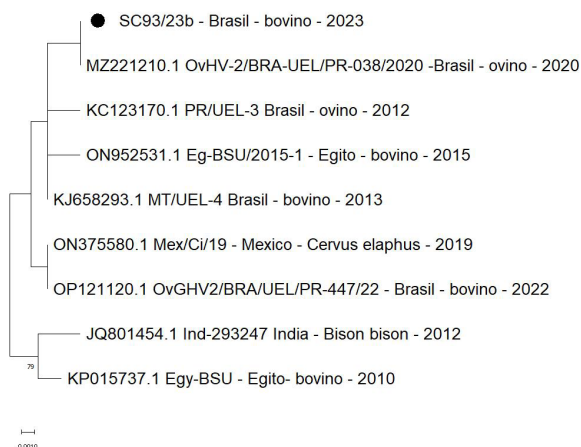 SC93/23b - Brasil - bovino - 2023
MZ221210.1 OvHV-2/BRA-UEL/PR-038/2020 -Brasil - ovino - 2020
KC123170.1 PR/UEL-3 Brasil - ovino - 2012
ON952531.1 Eg-BSU/2015-1 - Egito - bovino - 2015
KJ658293.1 MT/UEL-4 Brasil - bovino - 2013
ON375580.1 Mex/Ci/19 - Mexico - Cervus elaphus - 2019
OP121120.1 OvGHV2/BRA/UEL/PR-447/22 - Brasil - bovino - 2022
JQ801454.1 Ind-293247 India - Bison bison - 2012
79
KP015737.1 Egy-BSU - Egito- bovino - 2010